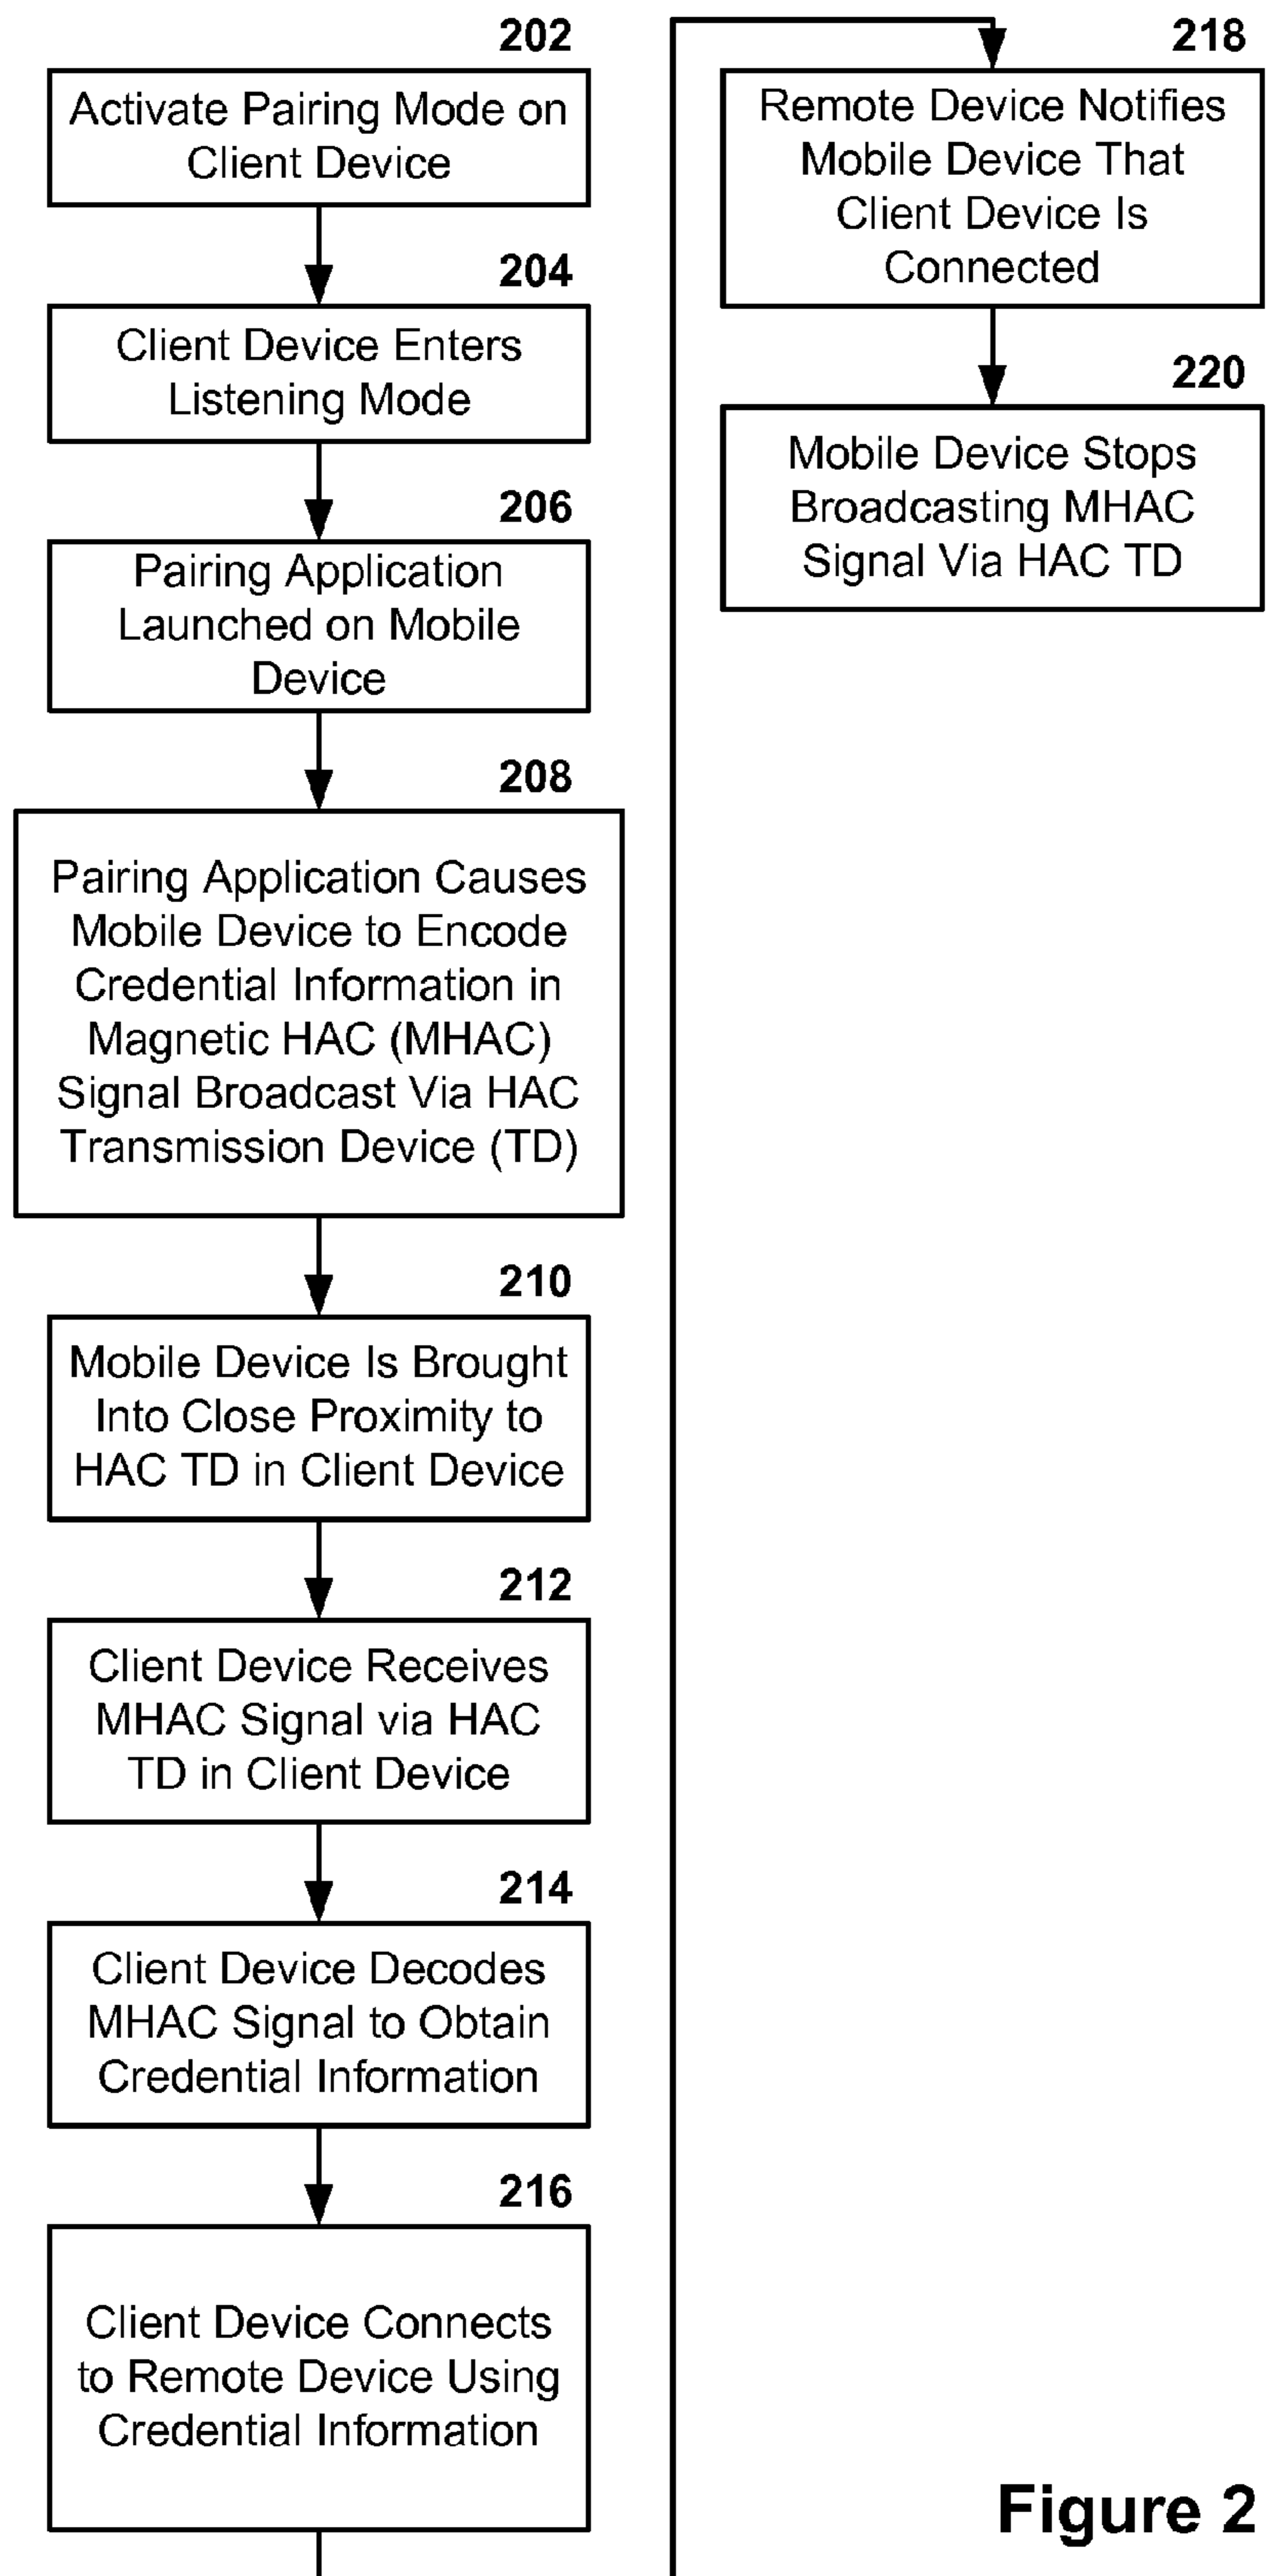 202
Activate Pairing Mode on
Client Device
204
Client Device Enters
Listening Mode
206
Pairing Application
Launched on Mobile
Device
208
Pairing Application Causes
Mobile Device to Encode
Credential Information in
Magnetic HAC (MHAC)
Signal Broadcast Via HAC
Transmission Device (TD)
210
Mobile Device Is Brought
Into Close Proximity to
HAC TD in Client Device
212
Client Device Receives
MHAC Signal via HAC
TD in Client Device
214
Client Device Decodes
MHAC Signal to Obtain
Credential Information
216
Client Device Connects
to Remote Device Using
Credential Information
218
Remote Device Notifies
Mobile Device That
Client Device Is
Connected
220
Mobile Device Stops
Broadcasting MHAC
Signal Via HAC TD
Figure 2